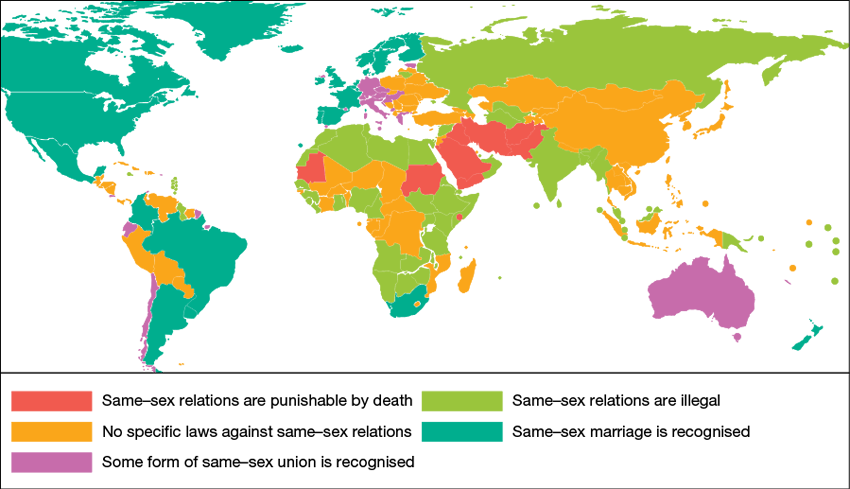 Same–sex relations are punishable by death
Same–sex relations are illegal
No specific laws against same–sex relations
Same–sex marriage is recognised
Some form of same–sex union is recognised